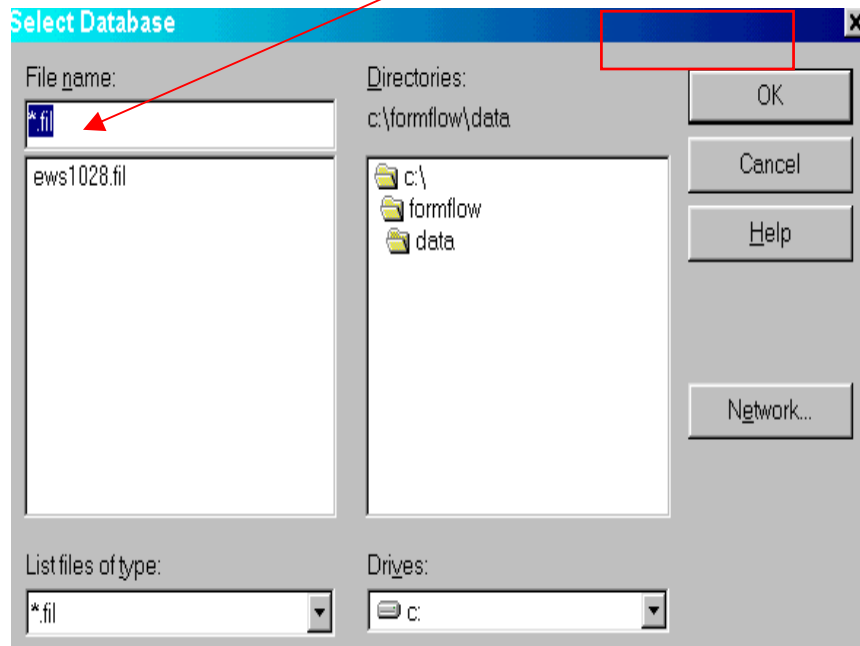 Select Database
File name:
*.fil
ews1028.fil
Directories:
c:\formflow\data
c:\
formflow
data
OK
Cancel
Help
Network...
List files of type:
*.fil
Drives:
c: